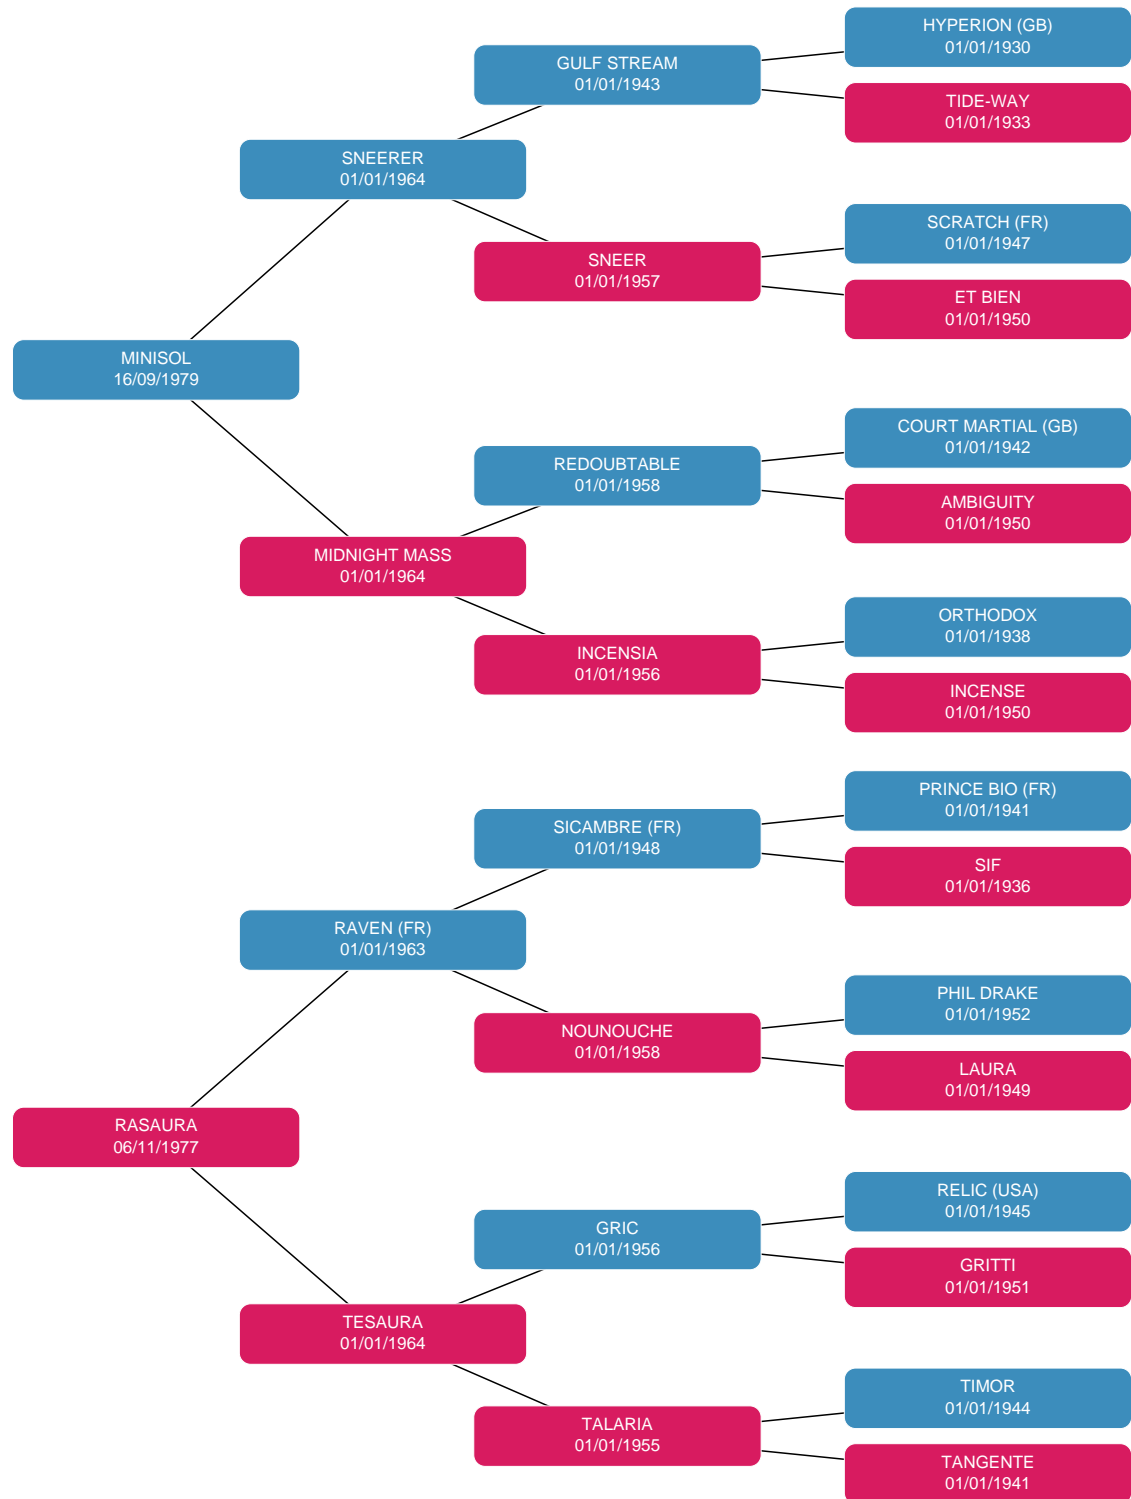 HYPERION (GB)
01/01/1930
GULF STREAM
01/01/1943
TIDE-WAY
01/01/1933
SNEERER
01/01/1964
SCRATCH (FR)
01/01/1947
SNEER
01/01/1957
ET BIEN
01/01/1950
MINISOL
16/09/1979
COURT MARTIAL (GB)
01/01/1942
REDOUBTABLE
01/01/1958
AMBIGUITY
01/01/1950
MIDNIGHT MASS
01/01/1964
ORTHODOX
01/01/1938
INCENSIA
01/01/1956
INCENSE
01/01/1950
PRINCE BIO (FR)
01/01/1941
SICAMBRE (FR)
01/01/1948
SIF
01/01/1936
RAVEN (FR)
01/01/1963
PHIL DRAKE
01/01/1952
NOUNOUCHE
01/01/1958
LAURA
01/01/1949
RASAURA
06/11/1977
RELIC (USA)
01/01/1945
GRIC
01/01/1956
GRITTI
01/01/1951
TESAURA
01/01/1964
TIMOR
01/01/1944
TALARIA
01/01/1955
TANGENTE
01/01/1941